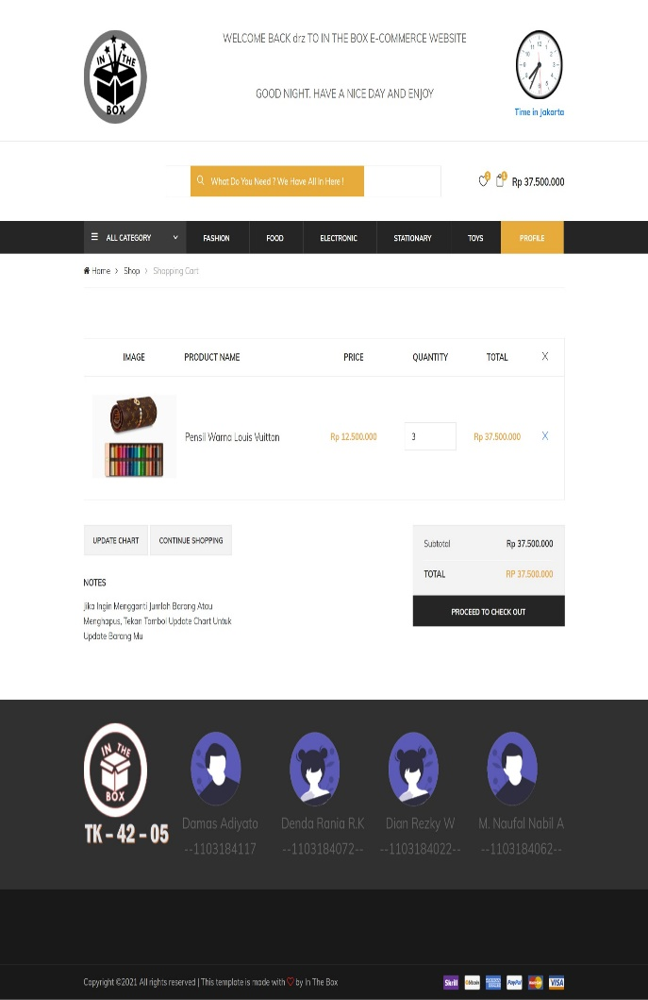 IN THE
BOX
WELCOME BACK drz TO IN THE BOX E-COMMERCE WEBSITE
GOOD NIGHT. HAVE A NICE DAY AND ENJOY
12
Time in Jakarta
What Do You Need ? We Have All In Here !
3
1
Rp 37.500.000
ALL CATEGORY
FASHION
FOOD
ELECTRONIC
STATIONARY
TOYS
PROFILE
Home > Shop > Shopping Cart
IMAGE PRODUCT NAME PRICE QUANTITY TOTAL X
Pensil Warna Louis Vuitton Rp 12.500.000 3 Rp 37.500.000 X
UPDATE CHART CONTINUE SHOPPING
Subtotal Rp 37.500.000
TOTAL RP 37.500.000
PROCEED TO CHECK OUT
NOTES
Jika Ingin Mengganti Jumlah Barang Atau
Menghapus, Tekan Tombol Update Chart Untuk
Update Barang Mu
IN THE
BOX
TK - 42 - 05
Damas Adiyato
--1103184117
Denda Rania R.K
--1103184072--
Dian Rezky W
--1103184022--
M. Naufal Nabil A
--1103184062--
Copyright ©2021 All rights reserved | This template is made with ♡ by In The Box
Skrill
PayPal
VISA